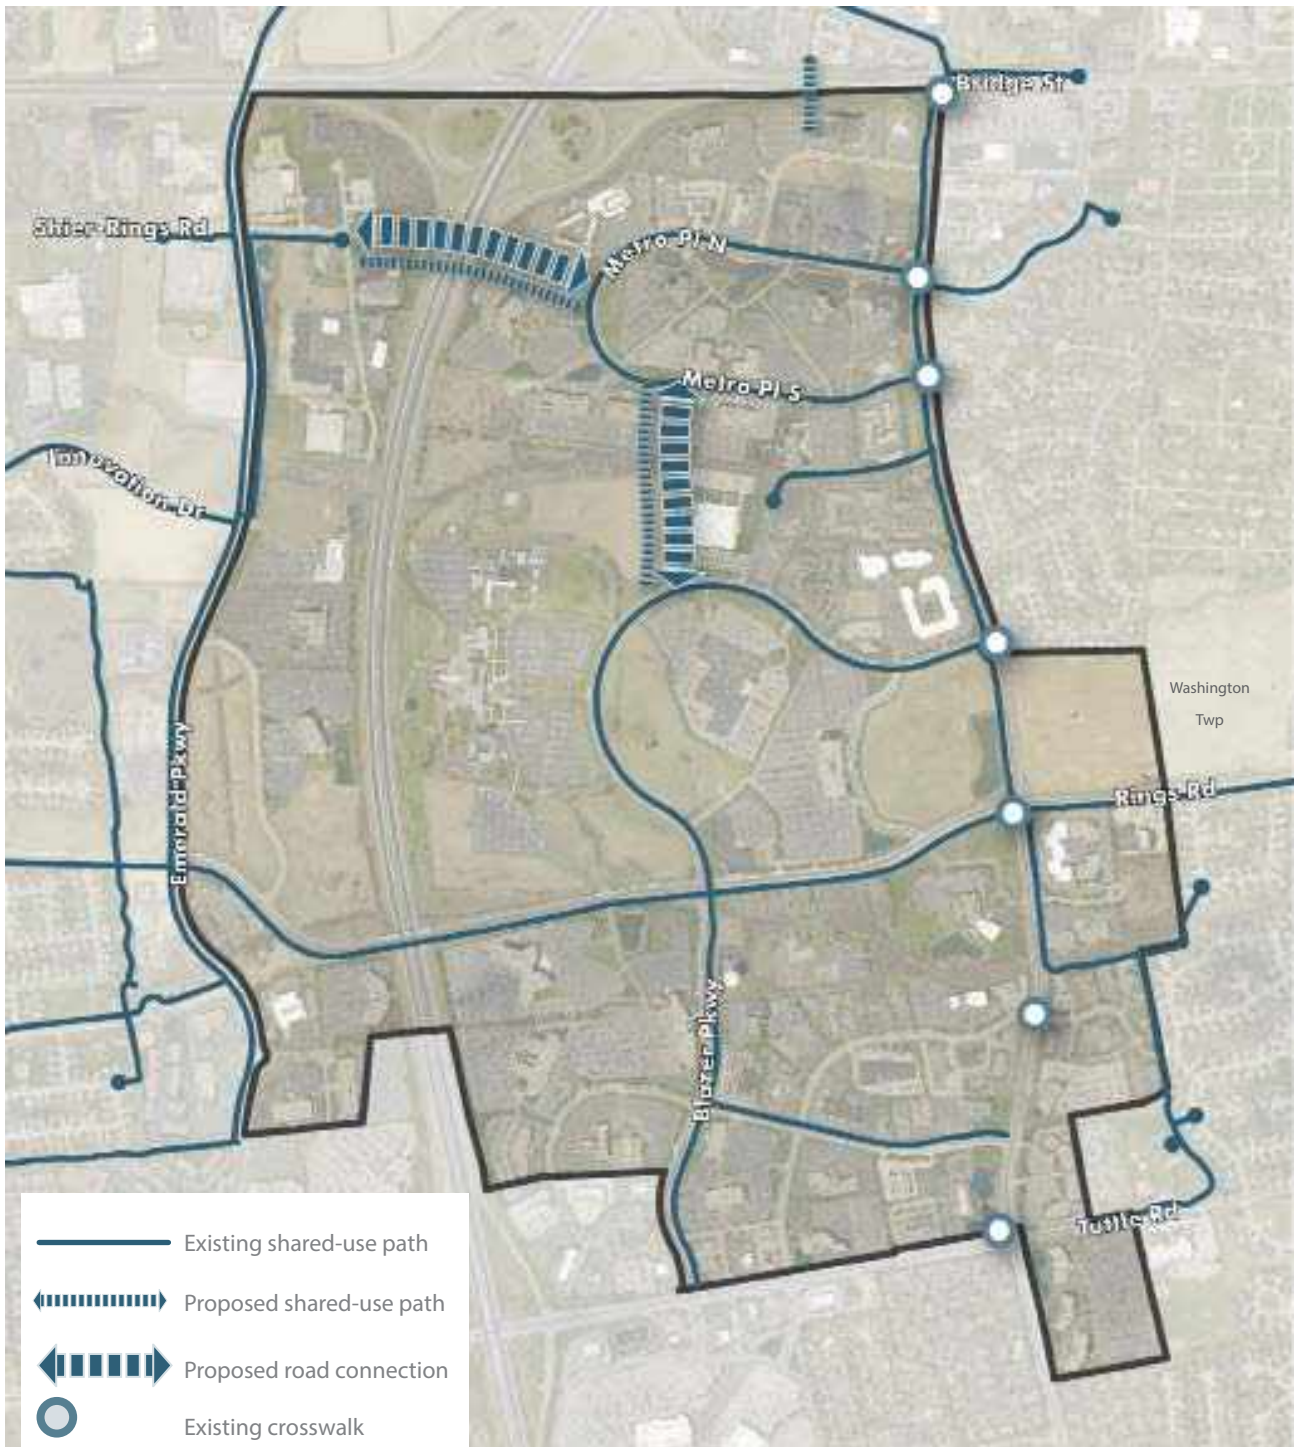 Bridge St
Shier-Rings Rd
Metro Pl N
Metro Pl S
Innovation Dr
Washington
Twp
Emerald Pkwy
Rings Rd
Blazer Pkwy
Tuttle Rd
Existing shared-use path
Proposed shared-use path
Proposed road connection
Existing crosswalk